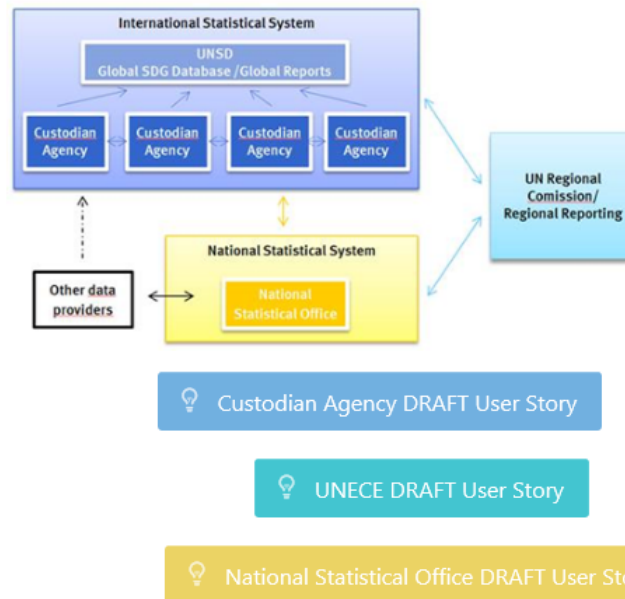 International Statistical System
UNSD
Global SDG Database /Global Reports
Custodian
Agency
Custodian
Agency
Custodian
Agency
Custodian
Agency
UN Regional
Comission/
Regional Reporting
National Statistical System
National
Statistical Office
Other data
providers
Custodian Agency DRAFT User Story
UNECE DRAFT User Story
National Statistical Office DRAFT User Sto